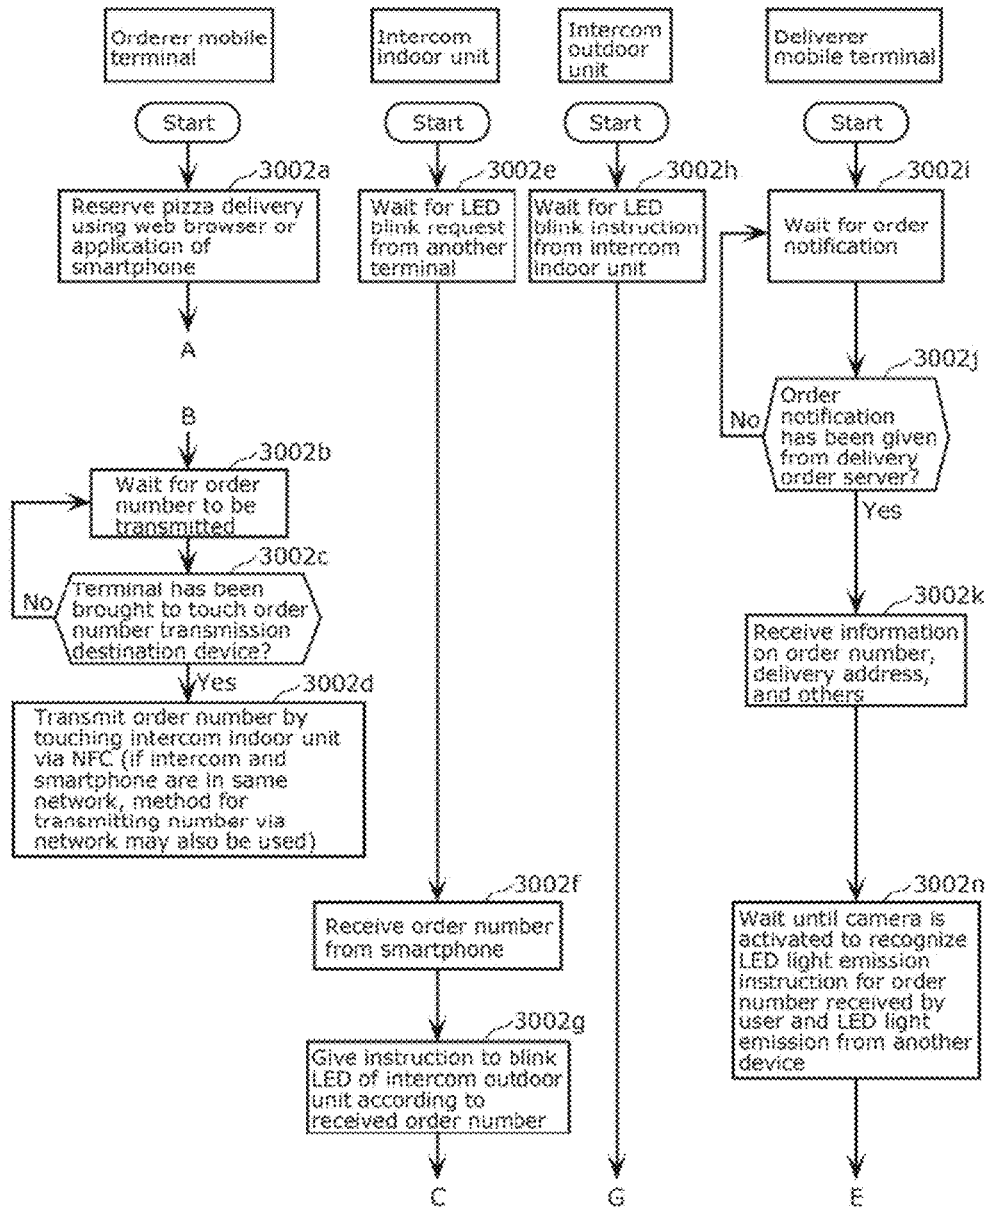 Orderer mobile
terminal
Intercom
indoor unit
Intercom
outdoor
unit
Deliverer
mobile terminal
Start
Start
Start
Start
3002a
Reserve pizza delivery
using web browser or
application of
smartphone
A
B
3002b
Wait for order
number to be
transmitted
3002c
Terminal has been
brought to touch order
number transmission
destination device?
No
Yes
3002d
Transmit order number by
touching intercom indoor unit
via NFC (if intercom and
smartphone are in same
network, method for
transmitting number via
network may also be used)
3002e
Wait for LED
blink request
from another
terminal
3002f
Receive order number
from smartphone
3002g
Give instruction to blink
LED of intercom outdoor
unit according to
received order number
C
3002h
Wait for LED
blink instruction
from intercom
indoor unit
G
3002i
Wait for order
notification
3002j
Order
notification
has been given
from delivery
order server?
No
Yes
3002k
Receive information
on order number,
delivery address,
and others
3002n
Wait until camera is
activated to recognize
LED light emission
instruction for order
number received by
user and LED light
emission from another
device
E